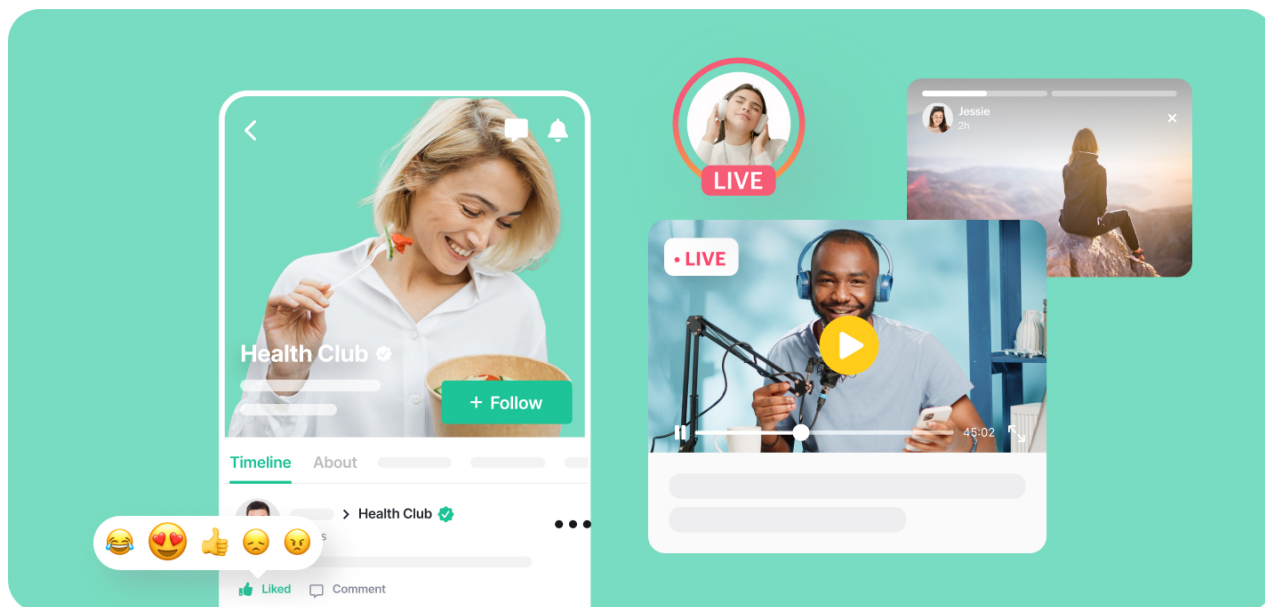 Health Club
+ Follow
Timeline
About
Health Club
s
Liked
Comment
LIVE
Jessie
2h
• LIVE
45:02